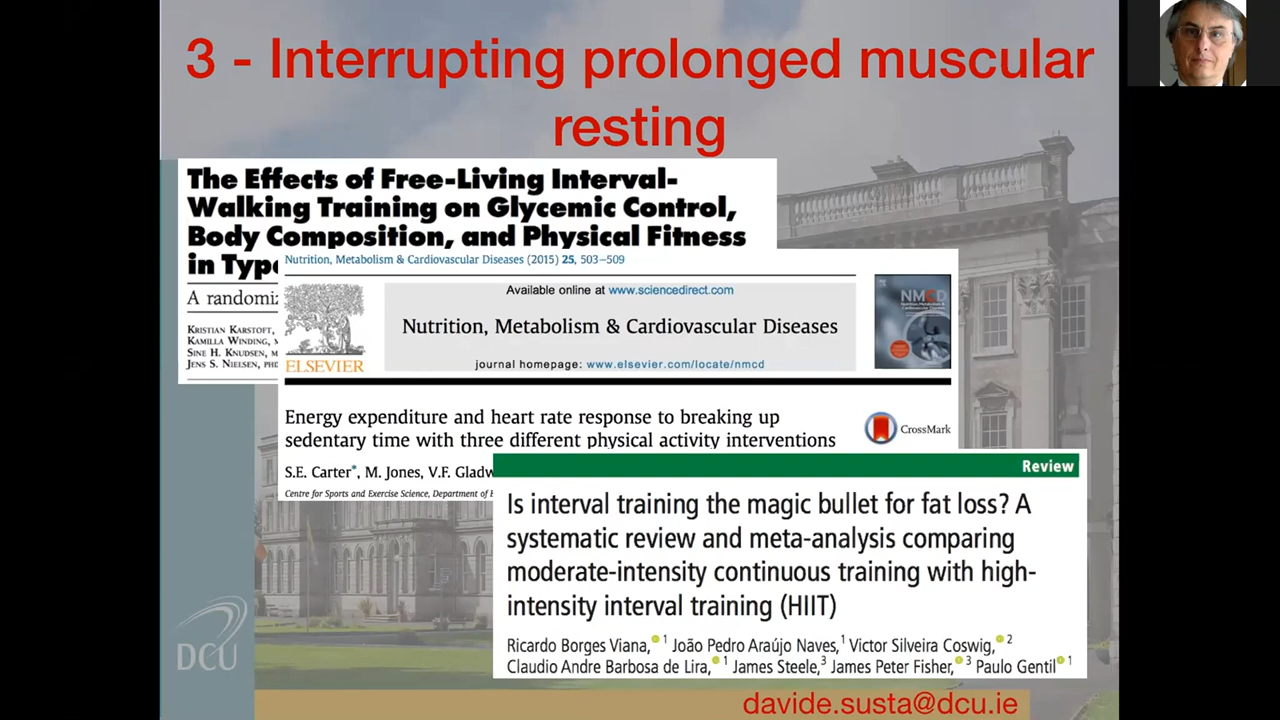 3 - Interrupting prolonged muscular
resting
The Effects of Free-Living Interval-
Walking Training on Glycemic Control,
Body Composition, and Physical Fitness
in Type
A randomiz
KRISTIAN KARSTOFT,
KAMILLA WINDING,
SINE H. KNUDSEN,
JENS S. NIELSEN, PHD
Nutrition, Metabolism & Cardiovascular Diseases (2015) 25, 503–509
Available online at www.sciencedirect.com
Nutrition, Metabolism & Cardiovascular Diseases
journal homepage: www.elsevier.com/locate/nmcd
ELSEVIER
NMCD
Energy expenditure and heart rate response to breaking up
sedentary time with three different physical activity interventions
CrossMark
S.E. Carter*, M. Jones, V.F. Gladw
Centre for Sports and Exercise Science, Department of
Review
Is interval training the magic bullet for fat loss? A
systematic review and meta-analysis comparing
moderate-intensity continuous training with high-
intensity interval training (HIIT)
Ricardo Borges Viana, 1 João Pedro Araújo Naves,1 Victor Silveira Coswig, 2
Claudio Andre Barbosa de Lira, 1 James Steele,3 James Peter Fisher, 3 Paulo Gentil 1
DCU
davide.susta@dcu.ie